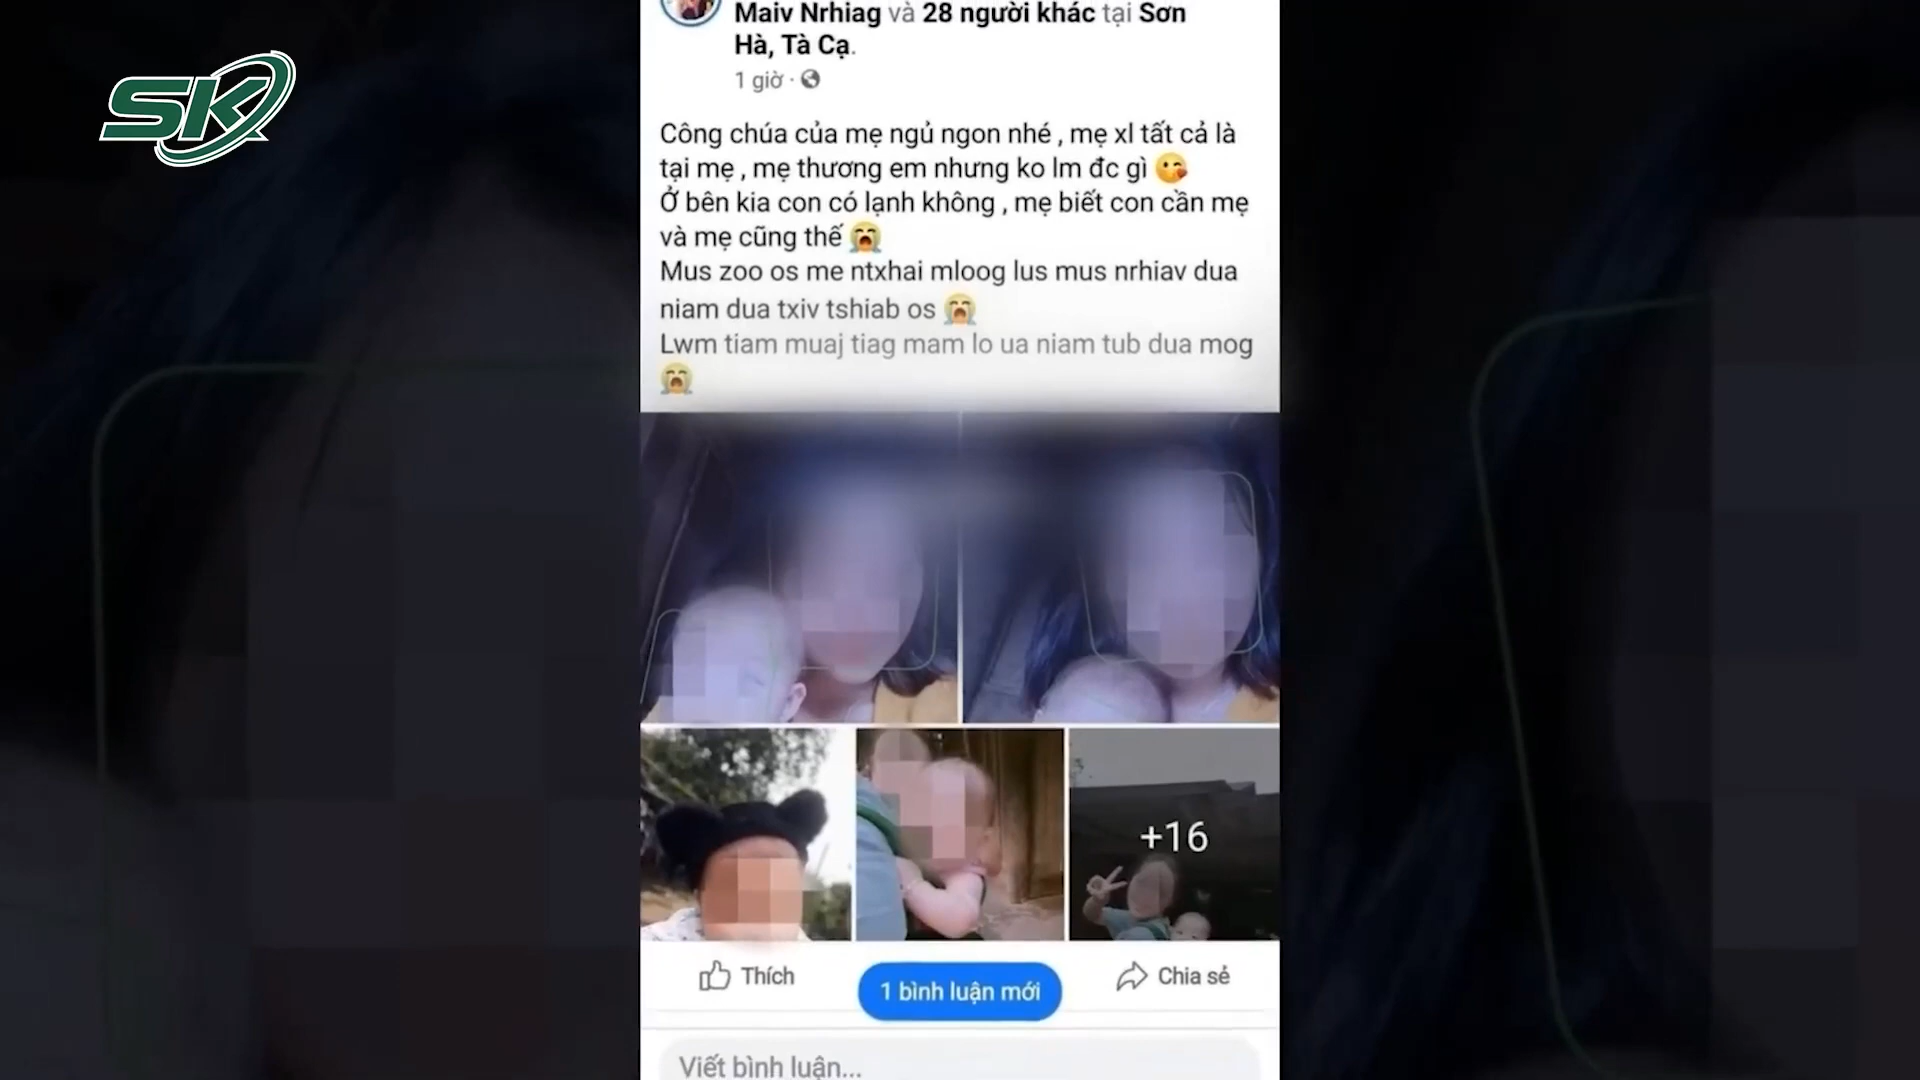 SK
Maiv Nrhiag và 28 người khác tại Sơn
Hà, Tà Cạ.
1 giờ ·
Công chúa của mẹ ngủ ngon nhé , mẹ xl tất cả là
tại mẹ , mẹ thương em nhưng ko lm đc gì 😘
Ở bên kia con có lạnh không , mẹ biết con cần mẹ
và mẹ cũng thế 😭
Mus zoo os me ntxhai mloog lus mus nrhiav dua
niam dua txiv tshiab os 😭
Lwm tiam muaj tiag mam lo ua niam tub dua mog
😭
+16
Thích
1 bình luận mới
Chia sẻ
Viết bình luận...